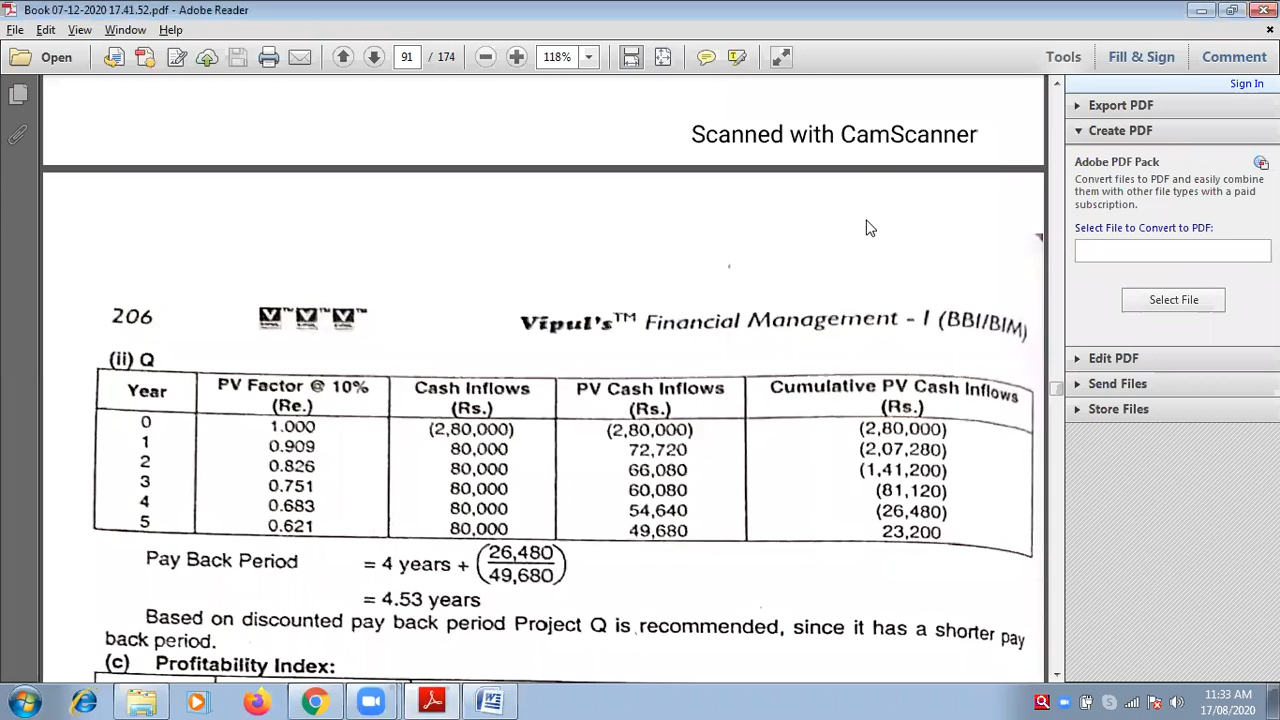 Book 07-12-2020 17.41.52.pdf - Adobe Reader
File Edit View Window Help
Open 91 / 174 118% Tools Fill & Sign Comment
Sign In
Export PDF
Create PDF
Adobe PDF Pack
Convert files to PDF and easily combine
them with other file types with a paid
subscription.
Select File to Convert to PDF:
Select File
Edit PDF
Send Files
Store Files
Scanned with CamScanner
206 V™ V™ V™ Vipul's™ Financial Management - I (BBI/BIM)
(ii) Q
Year PV Factor @ 10% (Re.) Cash Inflows (Rs.) PV Cash Inflows (Rs.) Cumulative PV Cash Inflows (Rs.)
0 1.000 (2,80,000) (2,80,000) (2,80,000)
1 0.909 80,000 72,720 (2,07,280)
2 0.826 80,000 66,080 (1,41,200)
3 0.751 80,000 60,080 (81,120)
4 0.683 80,000 54,640 (26,480)
5 0.621 80,000 49,680 23,200
Pay Back Period = 4 years + (26,480/49,680)
= 4.53 years
Based on discounted pay back period Project Q is recommended, since it has a shorter pay
back period.
(c) Profitability Index:
11:33 AM
17/08/2020